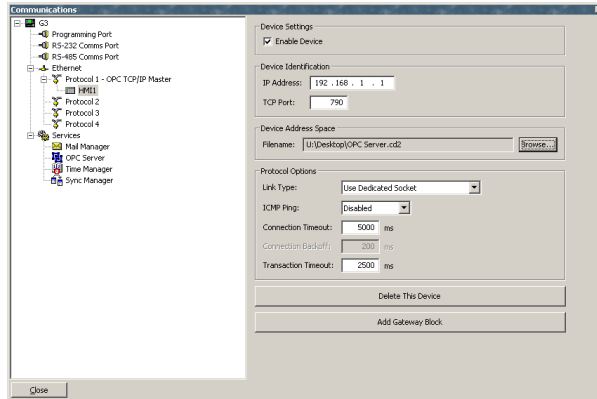 Communications
G3
Programming Port
RS-232 Comms Port
RS-485 Comms Port
Ethernet
Protocol 1 - OPC TCP/IP Master
HMI1
Protocol 2
Protocol 3
Protocol 4
Services
Mail Manager
OPC Server
Time Manager
Sync Manager
Device Settings
Enable Device
Device Identification
IP Address: 192 . 168 . 1 . 1
TCP Port: 790
Device Address Space
Filename: U:\Desktop\OPC Server.cd2 Browse...
Protocol Options
Link Type: Use Dedicated Socket
ICMP Ping: Disabled
Connection Timeout: 5000 ms
Connection Backoff: 200 ms
Transaction Timeout: 2500 ms
Delete This Device
Add Gateway Block
Close